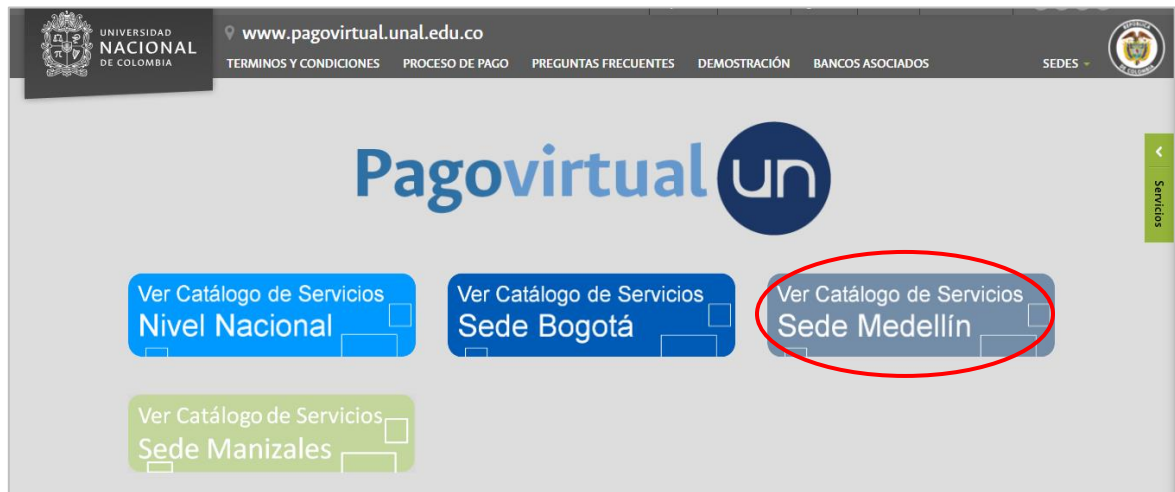 UNIVERSIDAD
NACIONAL
DE COLOMBIA
www.pagovirtual.unal.edu.co
TERMINOS Y CONDICIONES PROCESO DE PAGO PREGUNTAS FRECUENTES DEMOSTRACIÓN BANCOS ASOCIADOS SEDES
Pagovirtual un
Servicios
Ver Catálogo de Servicios
Nivel Nacional
Ver Catálogo de Servicios
Sede Bogotá
Ver Catálogo de Servicios
Sede Medellín
Ver Catálogo de Servicios
Sede Manizales